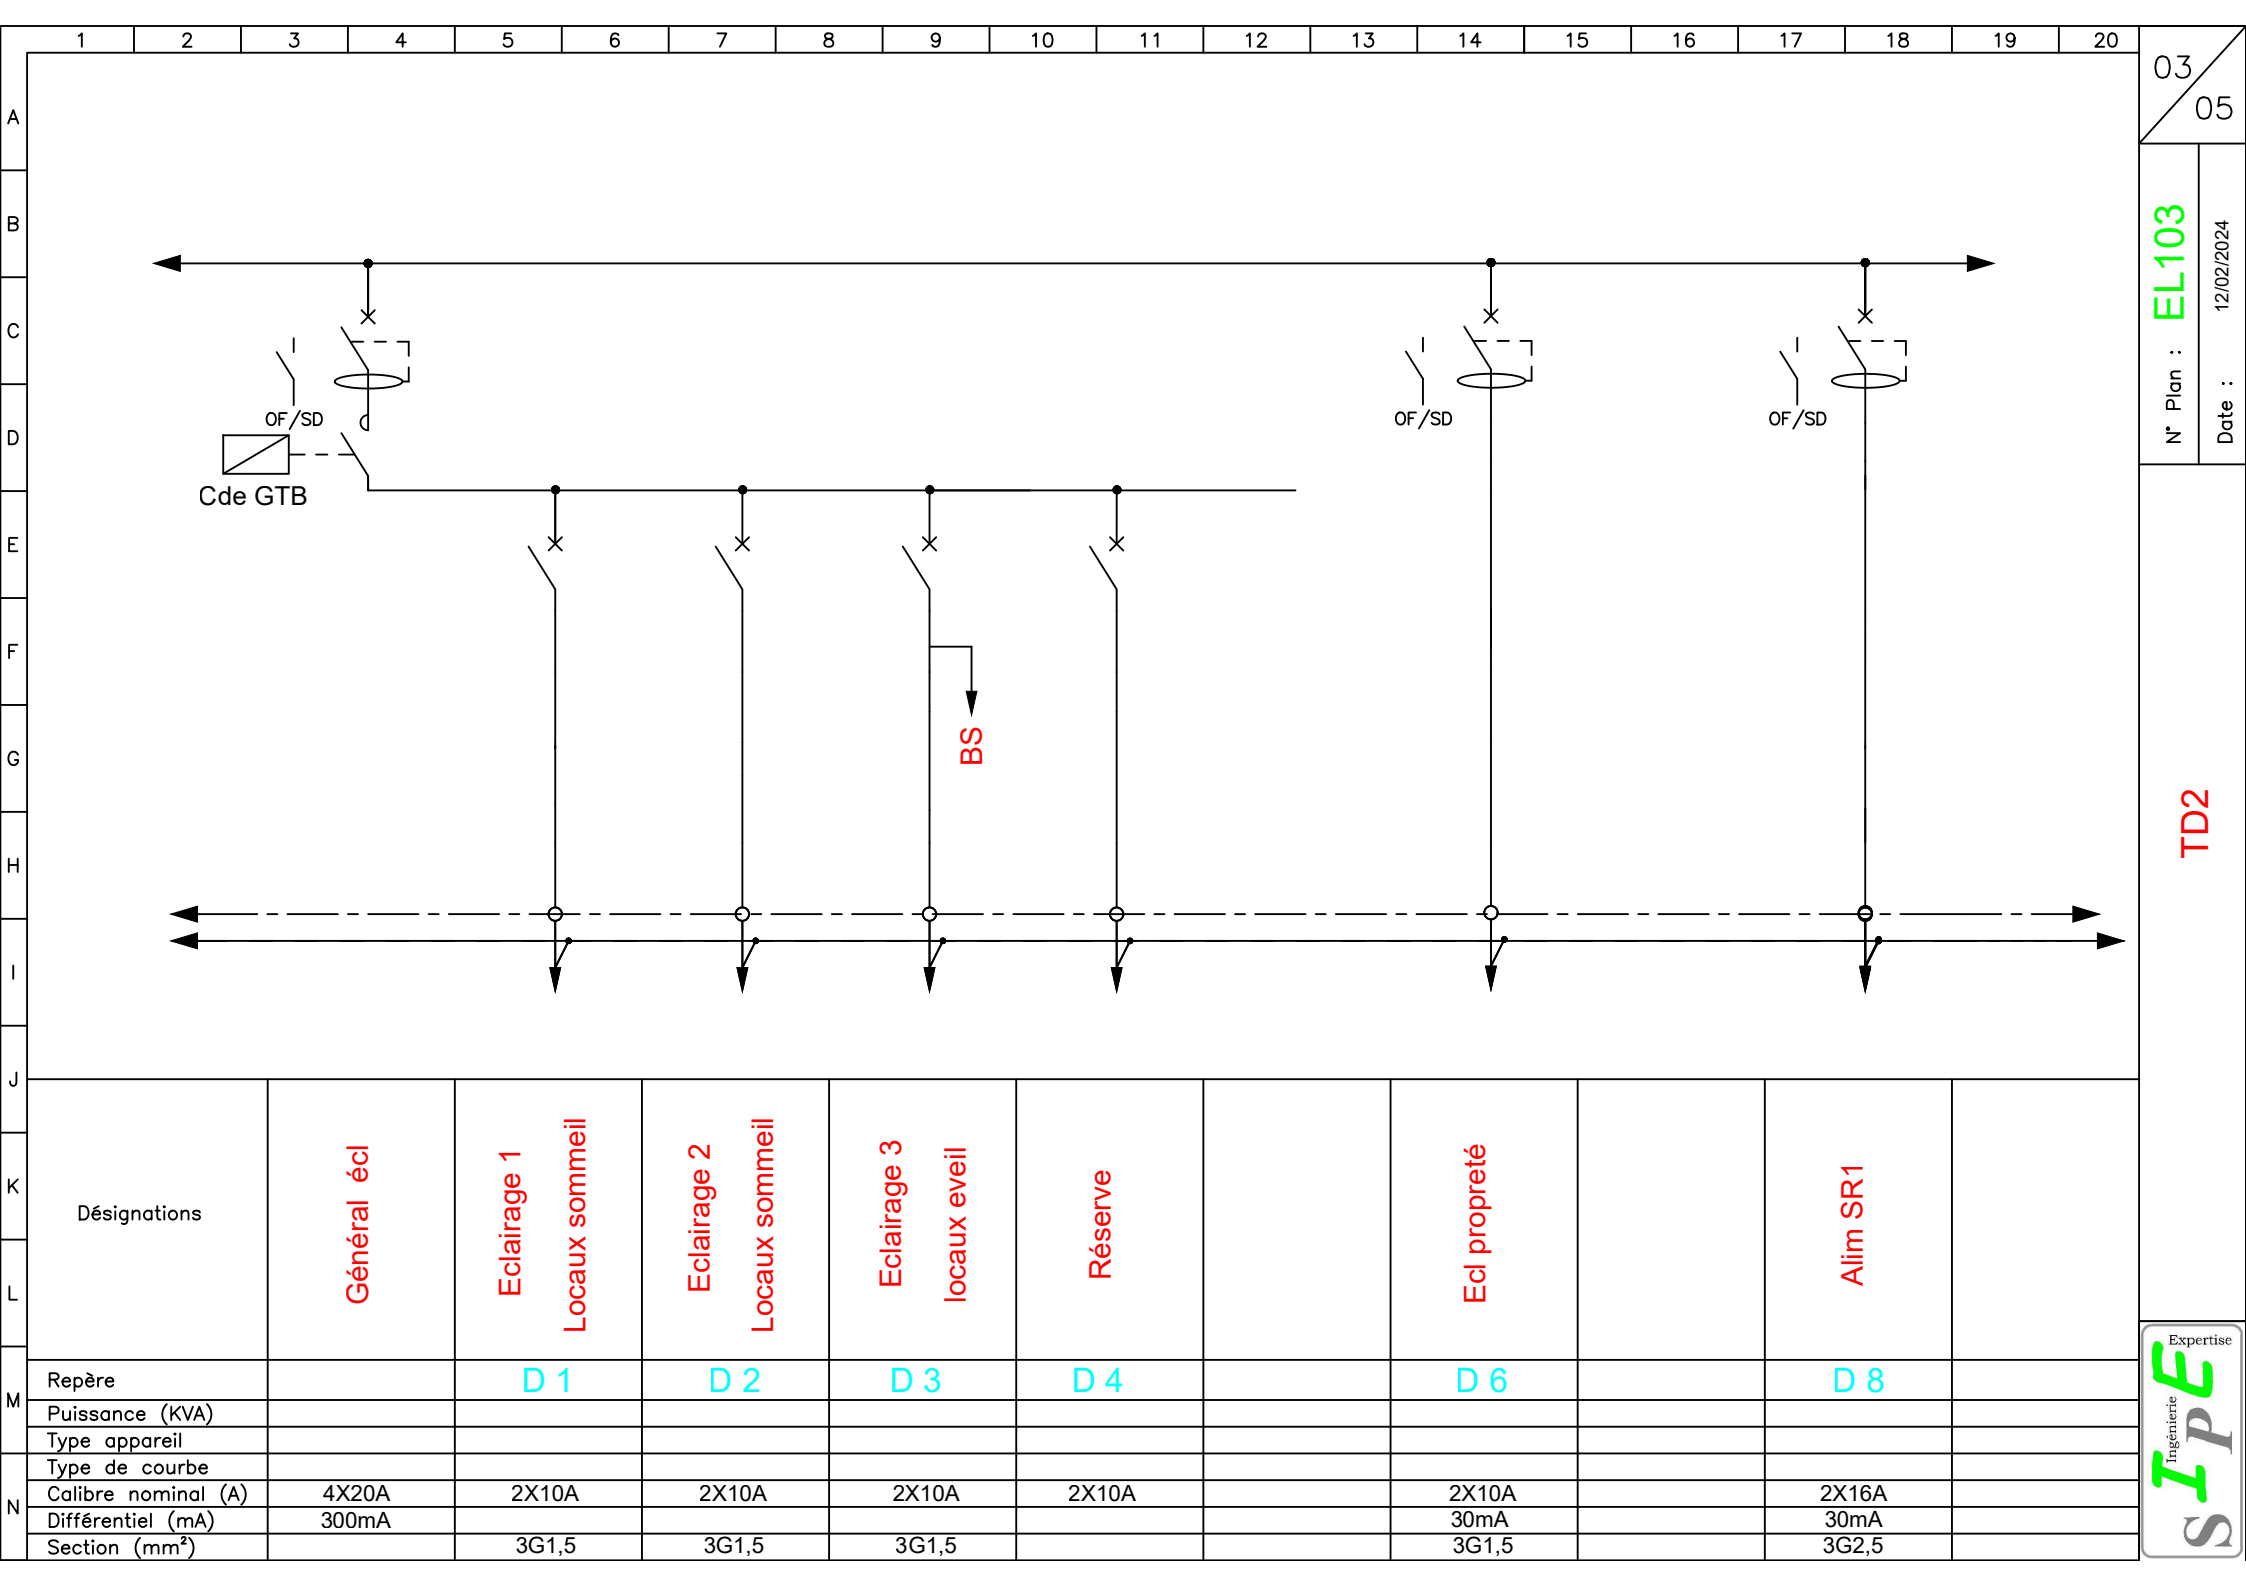 1 2 3 4 5 6 7 8 9 10 11 12 13 14 15 16 17 18 19 20
A
B
C
D
E
F
G
H
I
J
K
L
M
N
03
05
N° Plan : EL103
Date : 12/02/2024
TD2
OF/SD
Cde GTB
OF/SD
OF/SD
BS
Désignations
Général écl
Eclairage 1
Locaux sommeil
Eclairage 2
Locaux sommeil
Eclairage 3
locaux eveil
Réserve
Ecl propreté
Alim SR1
Repère D 1 D 2 D 3 D 4 D 6 D 8
Puissance (KVA)
Type appareil
Type de courbe
Calibre nominal (A) 4X20A 2X10A 2X10A 2X10A 2X10A 2X10A 2X16A
Différentiel (mA) 300mA 30mA 30mA
Section (mm²) 3G1,5 3G1,5 3G1,5 3G1,5 3G2,5
S I P E
Ingénierie
Expertise